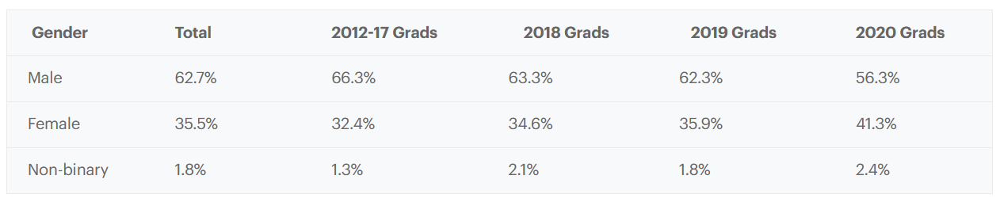 Gender Total 2012-17 Grads 2018 Grads 2019 Grads 2020 Grads
Male 62.7% 66.3% 63.3% 62.3% 56.3%
Female 35.5% 32.4% 34.6% 35.9% 41.3%
Non-binary 1.8% 1.3% 2.1% 1.8% 2.4%